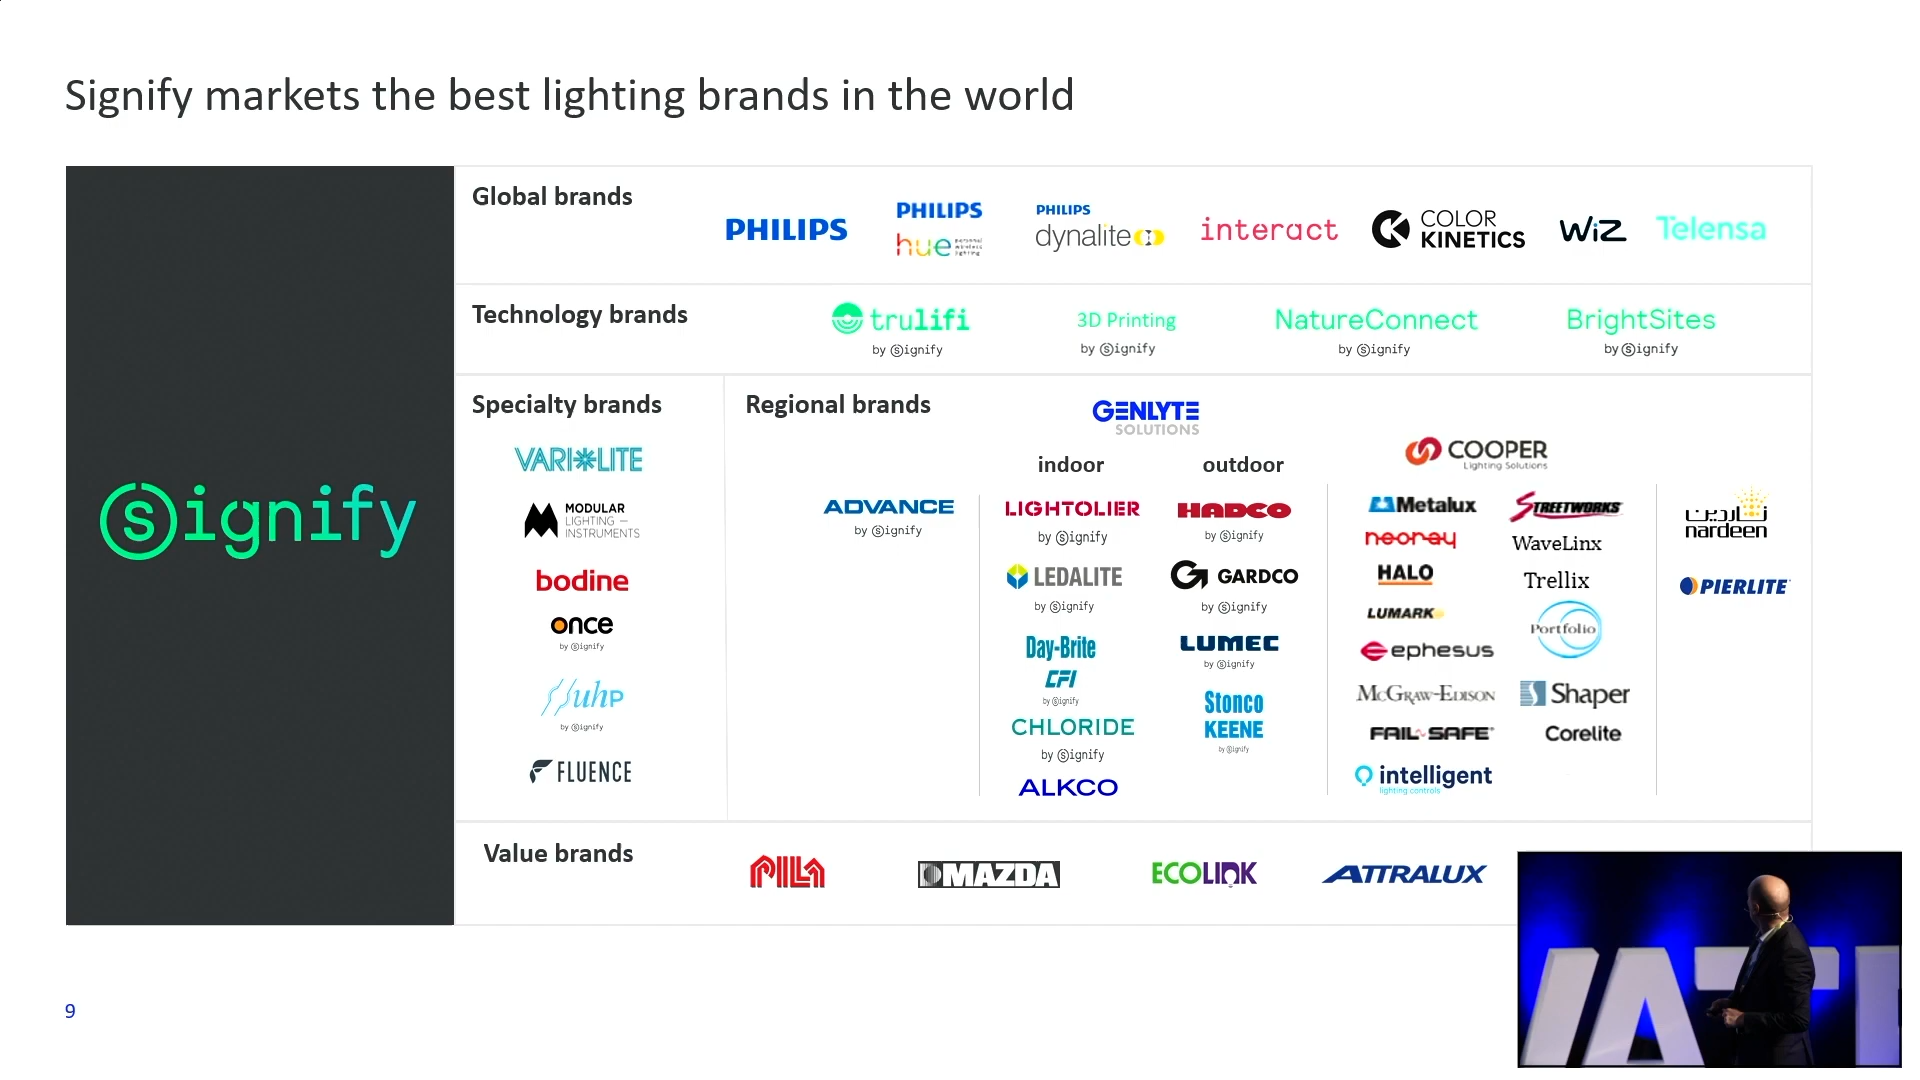 Signify markets the best lighting brands in the world
Signify
Global brands
PHILIPS
PHILIPS
hue personal wireless lighting
PHILIPS
dynalite
interact
COLOR
KINETICS
WiZ
Telensa
Technology brands
trulifi
by Signify
3D Printing
by Signify
NatureConnect
by Signify
BrightSites
by Signify
Specialty brands
VARI LITE
MODULAR
LIGHTING –
INSTRUMENTS
bodine
once
by Signify
uhp
by Signify
FLUENCE
Regional brands
GENLYTE
SOLUTIONS
indoor
outdoor
ADVANCE
by Signify
LIGHTOLIER
by Signify
LEDALITE
by Signify
Day-Brite
CFI
by Signify
CHLORIDE
by Signify
ALKCO
HADCO
by Signify
GARDCO
by Signify
LUMEC
by Signify
Stonco
KEENE
by Signify
COOPER
Lighting Solutions
Metalux
neoray
HALO
LUMARK
ephesus
McGRAW-EDISON
FAIL-SAFE
intelligent
lighting controls
STREETWORKS
WaveLinx
Trellix
Portfolio
Shaper
Corelite
نـاردين
nardeen
PIERLITE
Value brands
PILA
MAZDA
ECOLINK
ATTRALUX
9